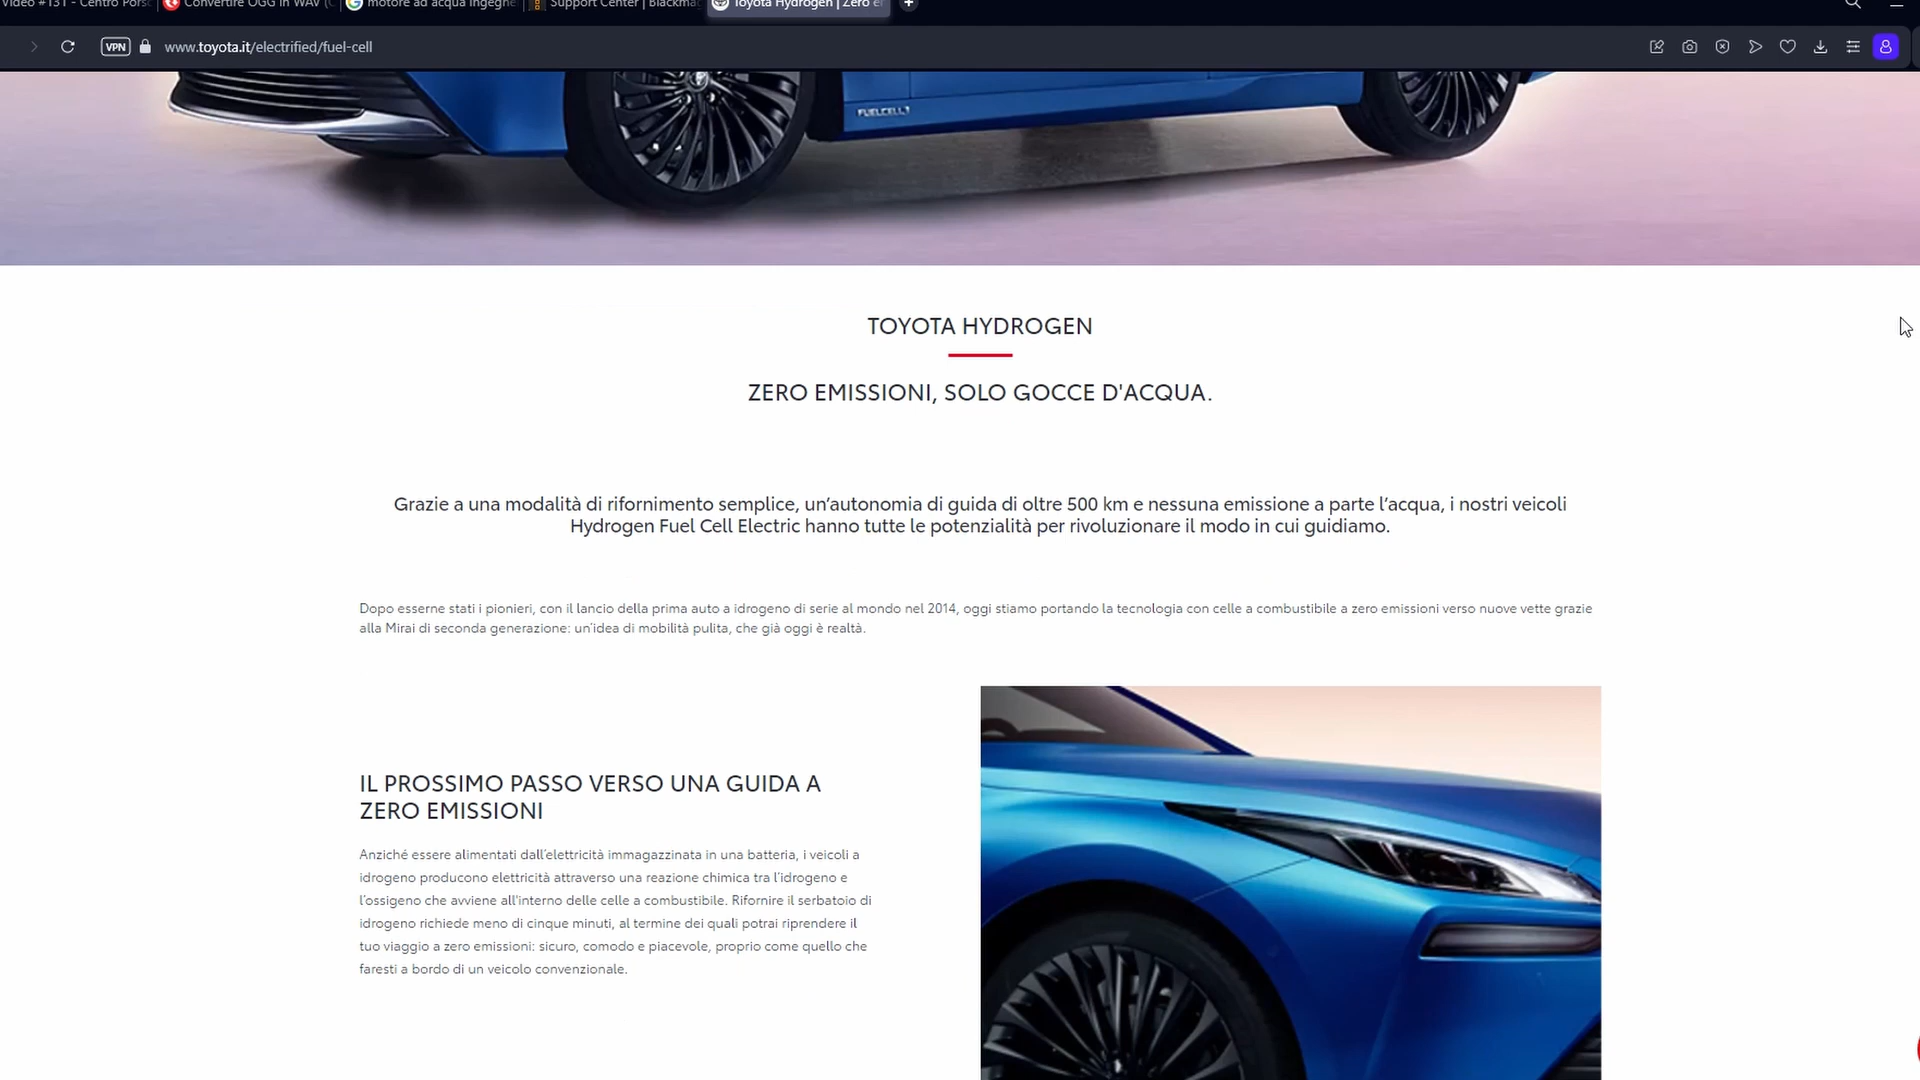 Video #131 - Centro Pors
Convertire OGG in WAV (
motore ad acqua ingegne
Support Center | Blackma
Toyota Hydrogen | Zero e
VPN
www.toyota.it/electrified/fuel-cell
FUELCELL
TOYOTA HYDROGEN
ZERO EMISSIONI, SOLO GOCCE D'ACQUA.
Grazie a una modalità di rifornimento semplice, un'autonomia di guida di oltre 500 km e nessuna emissione a parte l'acqua, i nostri veicoli
Hydrogen Fuel Cell Electric hanno tutte le potenzialità per rivoluzionare il modo in cui guidiamo.
Dopo esserne stati i pionieri, con il lancio della prima auto a idrogeno di serie al mondo nel 2014, oggi stiamo portando la tecnologia con celle a combustibile a zero emissioni verso nuove vette grazie
alla Mirai di seconda generazione: un'idea di mobilità pulita, che già oggi è realtà.
IL PROSSIMO PASSO VERSO UNA GUIDA A
ZERO EMISSIONI
Anziché essere alimentati dall'elettricità immagazzinata in una batteria, i veicoli a
idrogeno producono elettricità attraverso una reazione chimica tra l'idrogeno e
l'ossigeno che avviene all'interno delle celle a combustibile. Rifornire il serbatoio di
idrogeno richiede meno di cinque minuti, al termine dei quali potrai riprendere il
tuo viaggio a zero emissioni: sicuro, comodo e piacevole, proprio come quello che
faresti a bordo di un veicolo convenzionale.